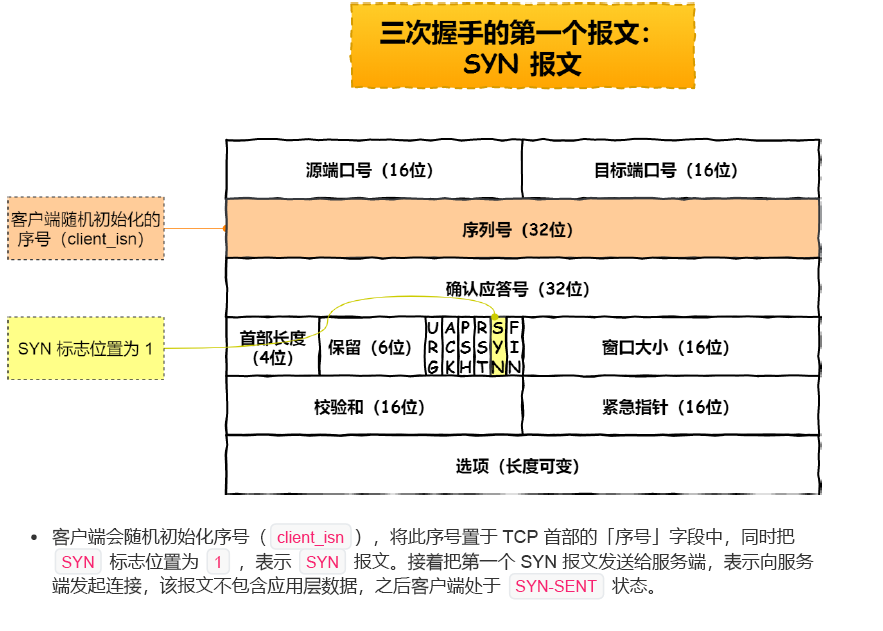 三次握手的第一个报文：
SYN 报文
源端口号（16位）
目标端口号（16位）
客户端随机初始化的
序号（client_isn）
序列号（32位）
确认应答号（32位）
SYN 标志位置为 1
首部长度
（4位）
保留（6位）
URG
ACK
PSH
RST
SYN
FIN
窗口大小（16位）
校验和（16位）
紧急指针（16位）
选项（长度可变）
• 客户端会随机初始化序号（ client_isn ），将此序号置于 TCP 首部的「序号」字段中，同时把
SYN 标志位置为 1 ，表示 SYN 报文。接着把第一个 SYN 报文发送给服务端，表示向服务
端发起连接，该报文不包含应用层数据，之后客户端处于 SYN-SENT 状态。